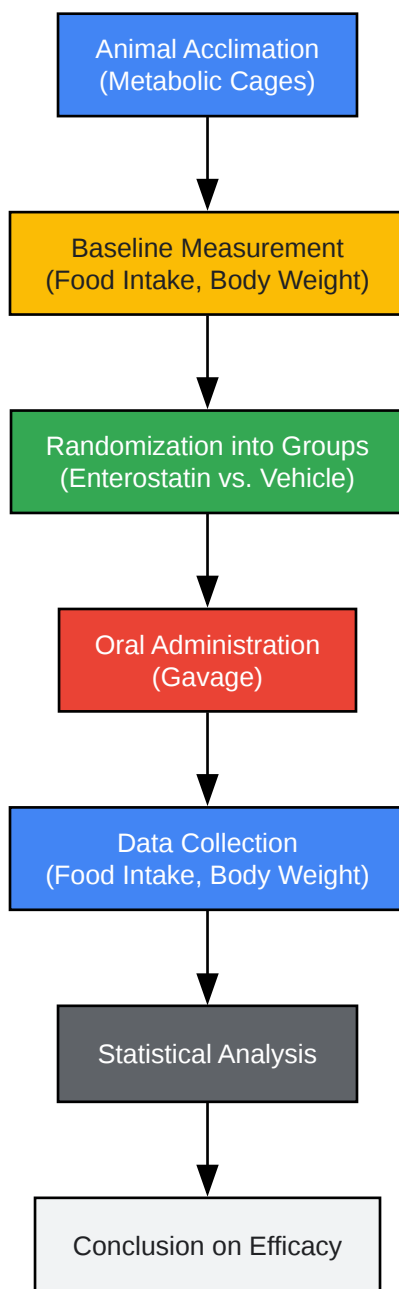 Animal Acclimation
(Metabolic Cages)
Baseline Measurement
(Food Intake, Body Weight)
Randomization into Groups
(Enterostatin vs. Vehicle)
Oral Administration
(Gavage)
Data Collection
(Food Intake, Body Weight)
Statistical Analysis
Conclusion on Efficacy